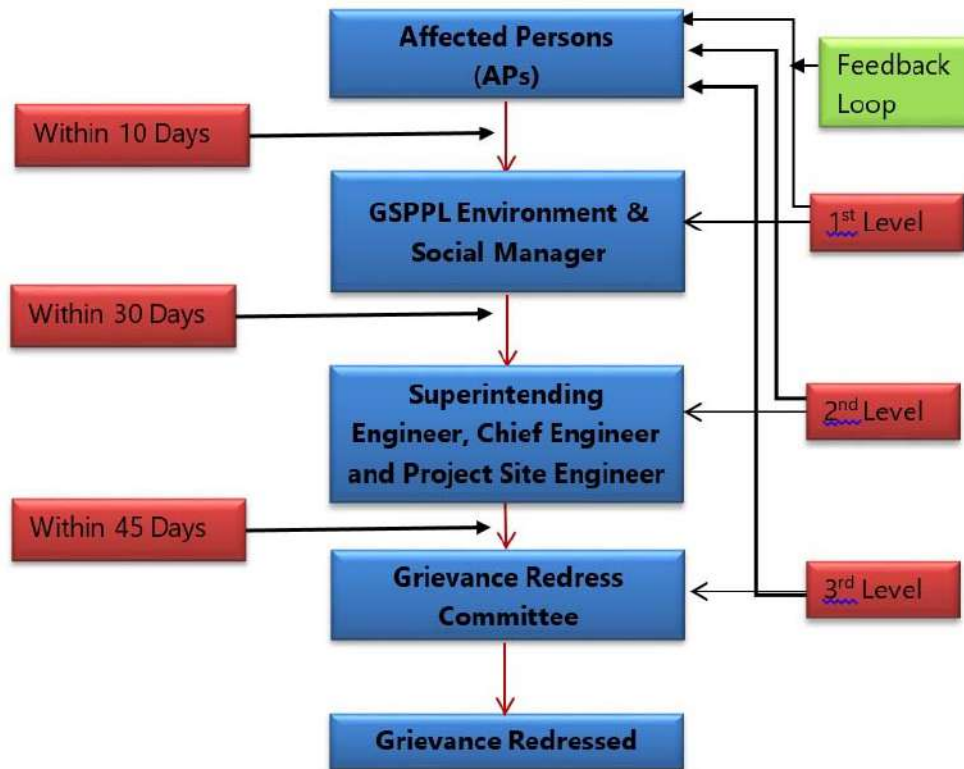 Affected Persons
(APs)
Feedback
Loop
Within 10 Days
GSPPL Environment &
Social Manager
1st Level
Within 30 Days
Superintending
Engineer, Chief Engineer
and Project Site Engineer
2nd Level
Within 45 Days
Grievance Redress
Committee
3rd Level
Grievance Redressed